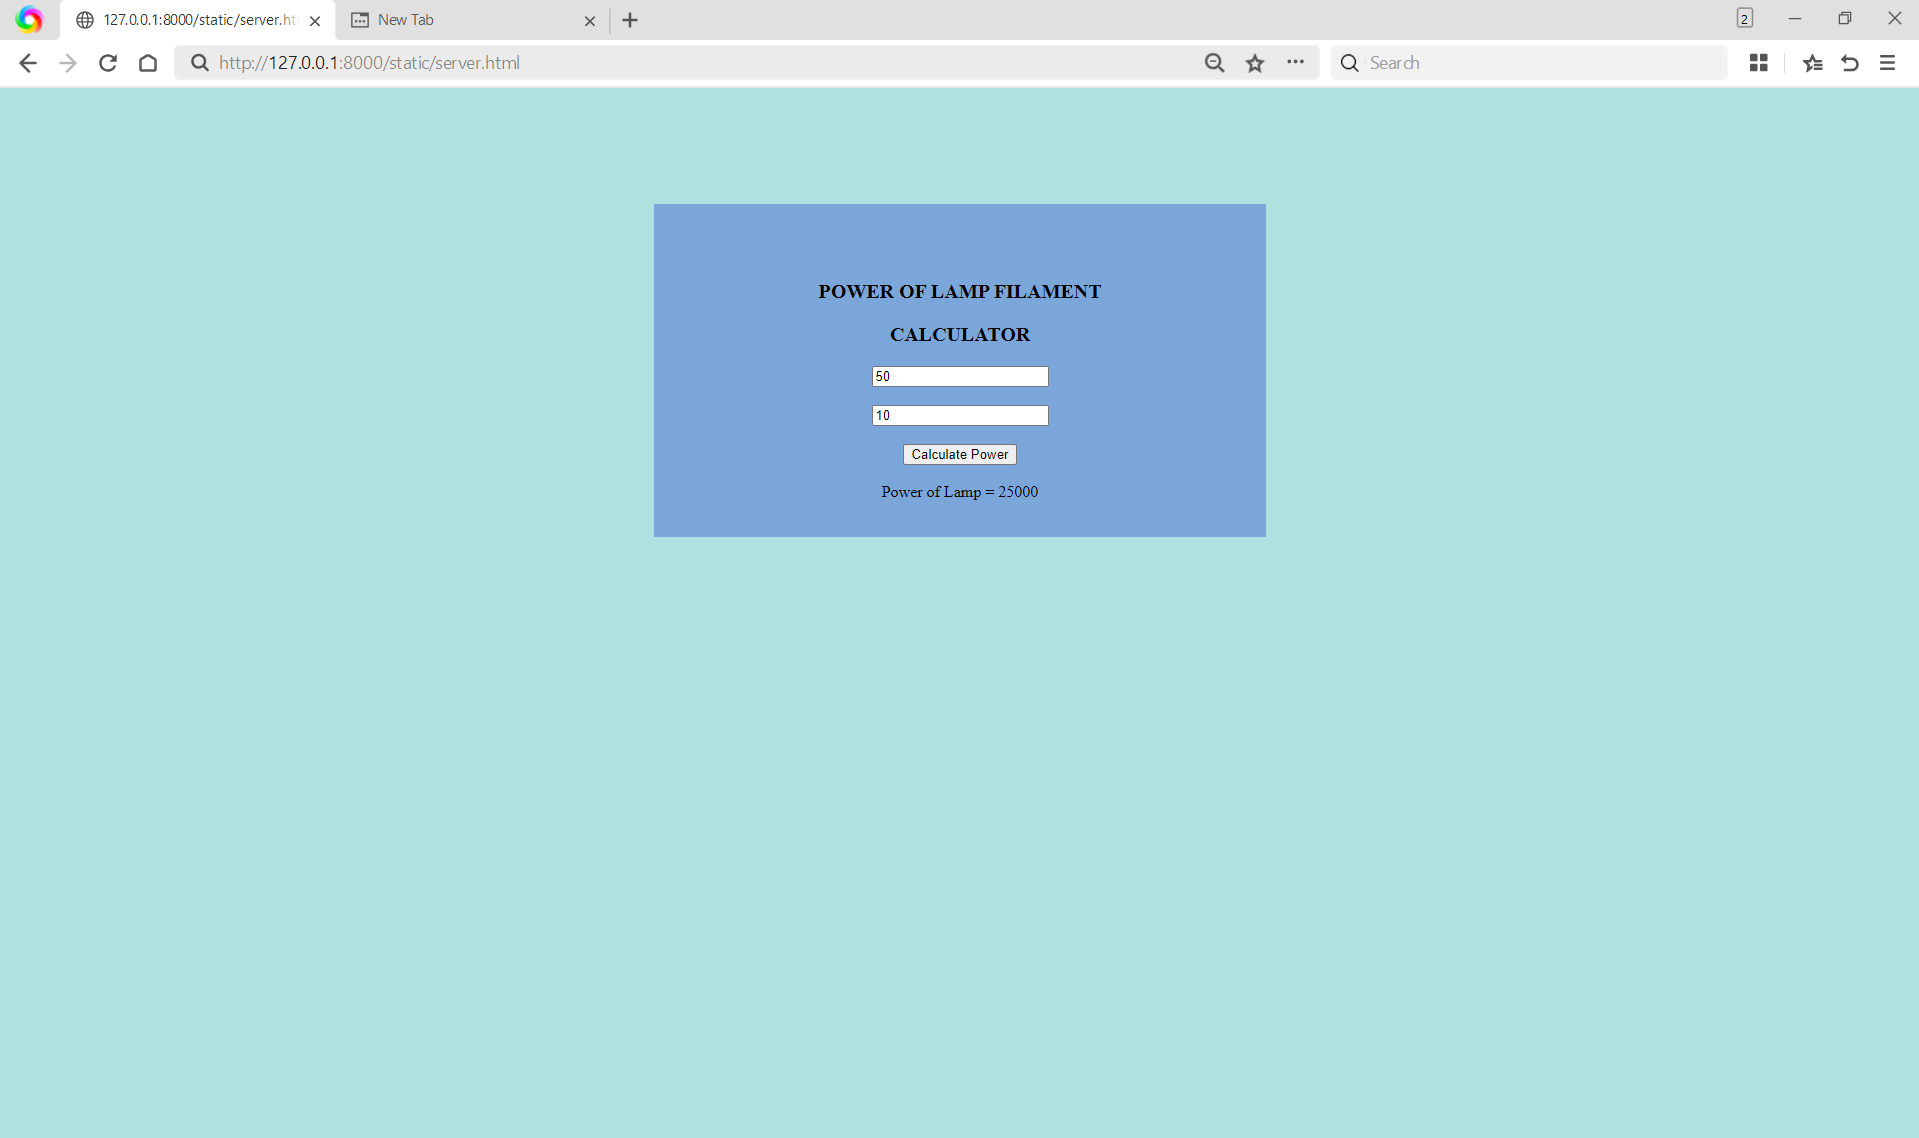 127.0.0.1:8000/static/server.ht
New Tab
2
http://127.0.0.1:8000/static/server.html
Search
POWER OF LAMP FILAMENT
CALCULATOR
50
10
Calculate Power
Power of Lamp = 25000